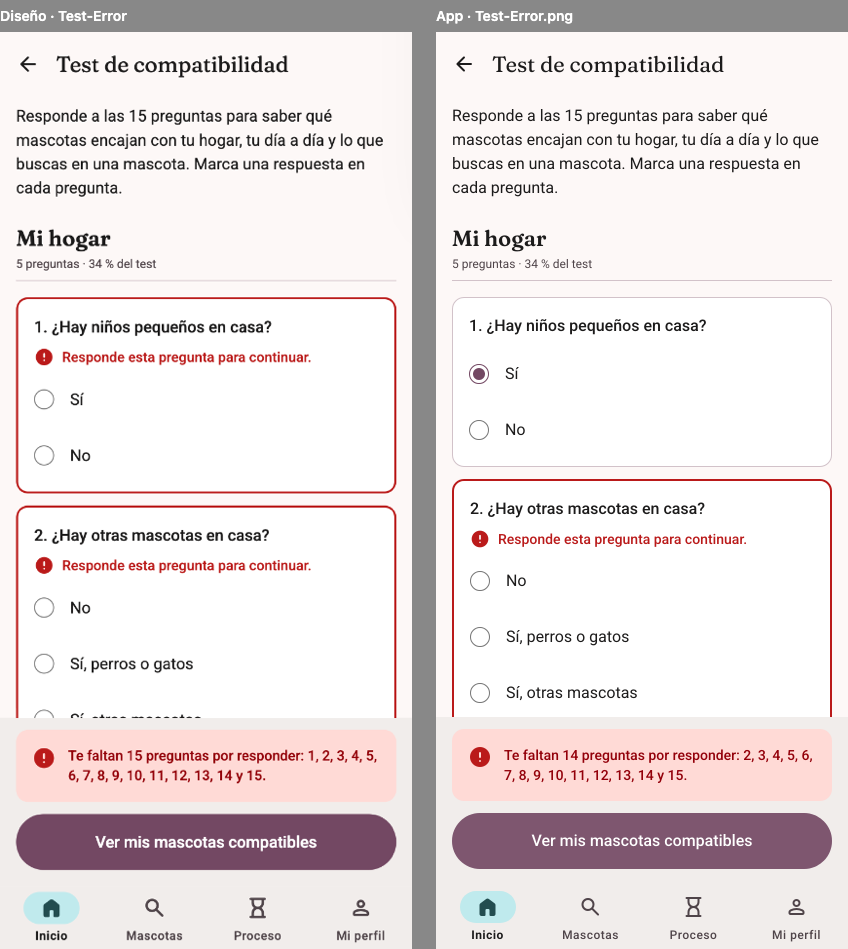 Diseño · Test-Error
Test de compatibilidad
Responde a las 15 preguntas para saber qué
mascotas encajan con tu hogar, tu día a día y lo que
buscas en una mascota. Marca una respuesta en
cada pregunta.
Mi hogar
5 preguntas · 34 % del test
1. ¿Hay niños pequeños en casa?
Responde esta pregunta para continuar.
Sí
No
2. ¿Hay otras mascotas en casa?
Responde esta pregunta para continuar.
No
Sí, perros o gatos
Sí, otras mascotas
Te faltan 15 preguntas por responder: 1, 2, 3, 4, 5,
6, 7, 8, 9, 10, 11, 12, 13, 14 y 15.
Ver mis mascotas compatibles
Inicio
Mascotas
Proceso
Mi perfil
App · Test-Error.png
Test de compatibilidad
Responde a las 15 preguntas para saber qué
mascotas encajan con tu hogar, tu día a día y lo que
buscas en una mascota. Marca una respuesta en
cada pregunta.
Mi hogar
5 preguntas · 34 % del test
1. ¿Hay niños pequeños en casa?
Sí
No
2. ¿Hay otras mascotas en casa?
Responde esta pregunta para continuar.
No
Sí, perros o gatos
Sí, otras mascotas
Te faltan 14 preguntas por responder: 2, 3, 4, 5, 6,
7, 8, 9, 10, 11, 12, 13, 14 y 15.
Ver mis mascotas compatibles
Inicio
Mascotas
Proceso
Mi perfil